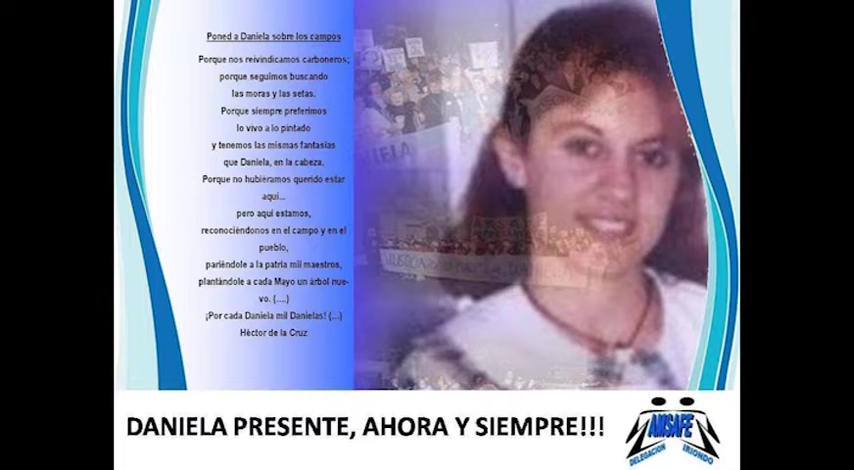 Poned a Daniela sobre los campos
Porque nos reivindicamos carboneros;
porque seguimos buscando
las moras y las setas.
Porque siempre preferimos
lo vivo a lo pintado
y tenemos las mismas fantasías
que Daniela, en la cabeza.
Porque no hubiéramos querido estar
aquí...
pero aquí estamos,
reconociéndonos en el campo y en el
pueblo,
pariéndole a la patria mil maestros,
plantándole a cada Mayo un árbol nue-
vo. (....)
¡Por cada Daniela mil Danielas! (...)
Héctor de la Cruz
DANIELA PRESENTE, AHORA Y SIEMPRE!!!
AMSAFE
DELEGACION IRIONDO